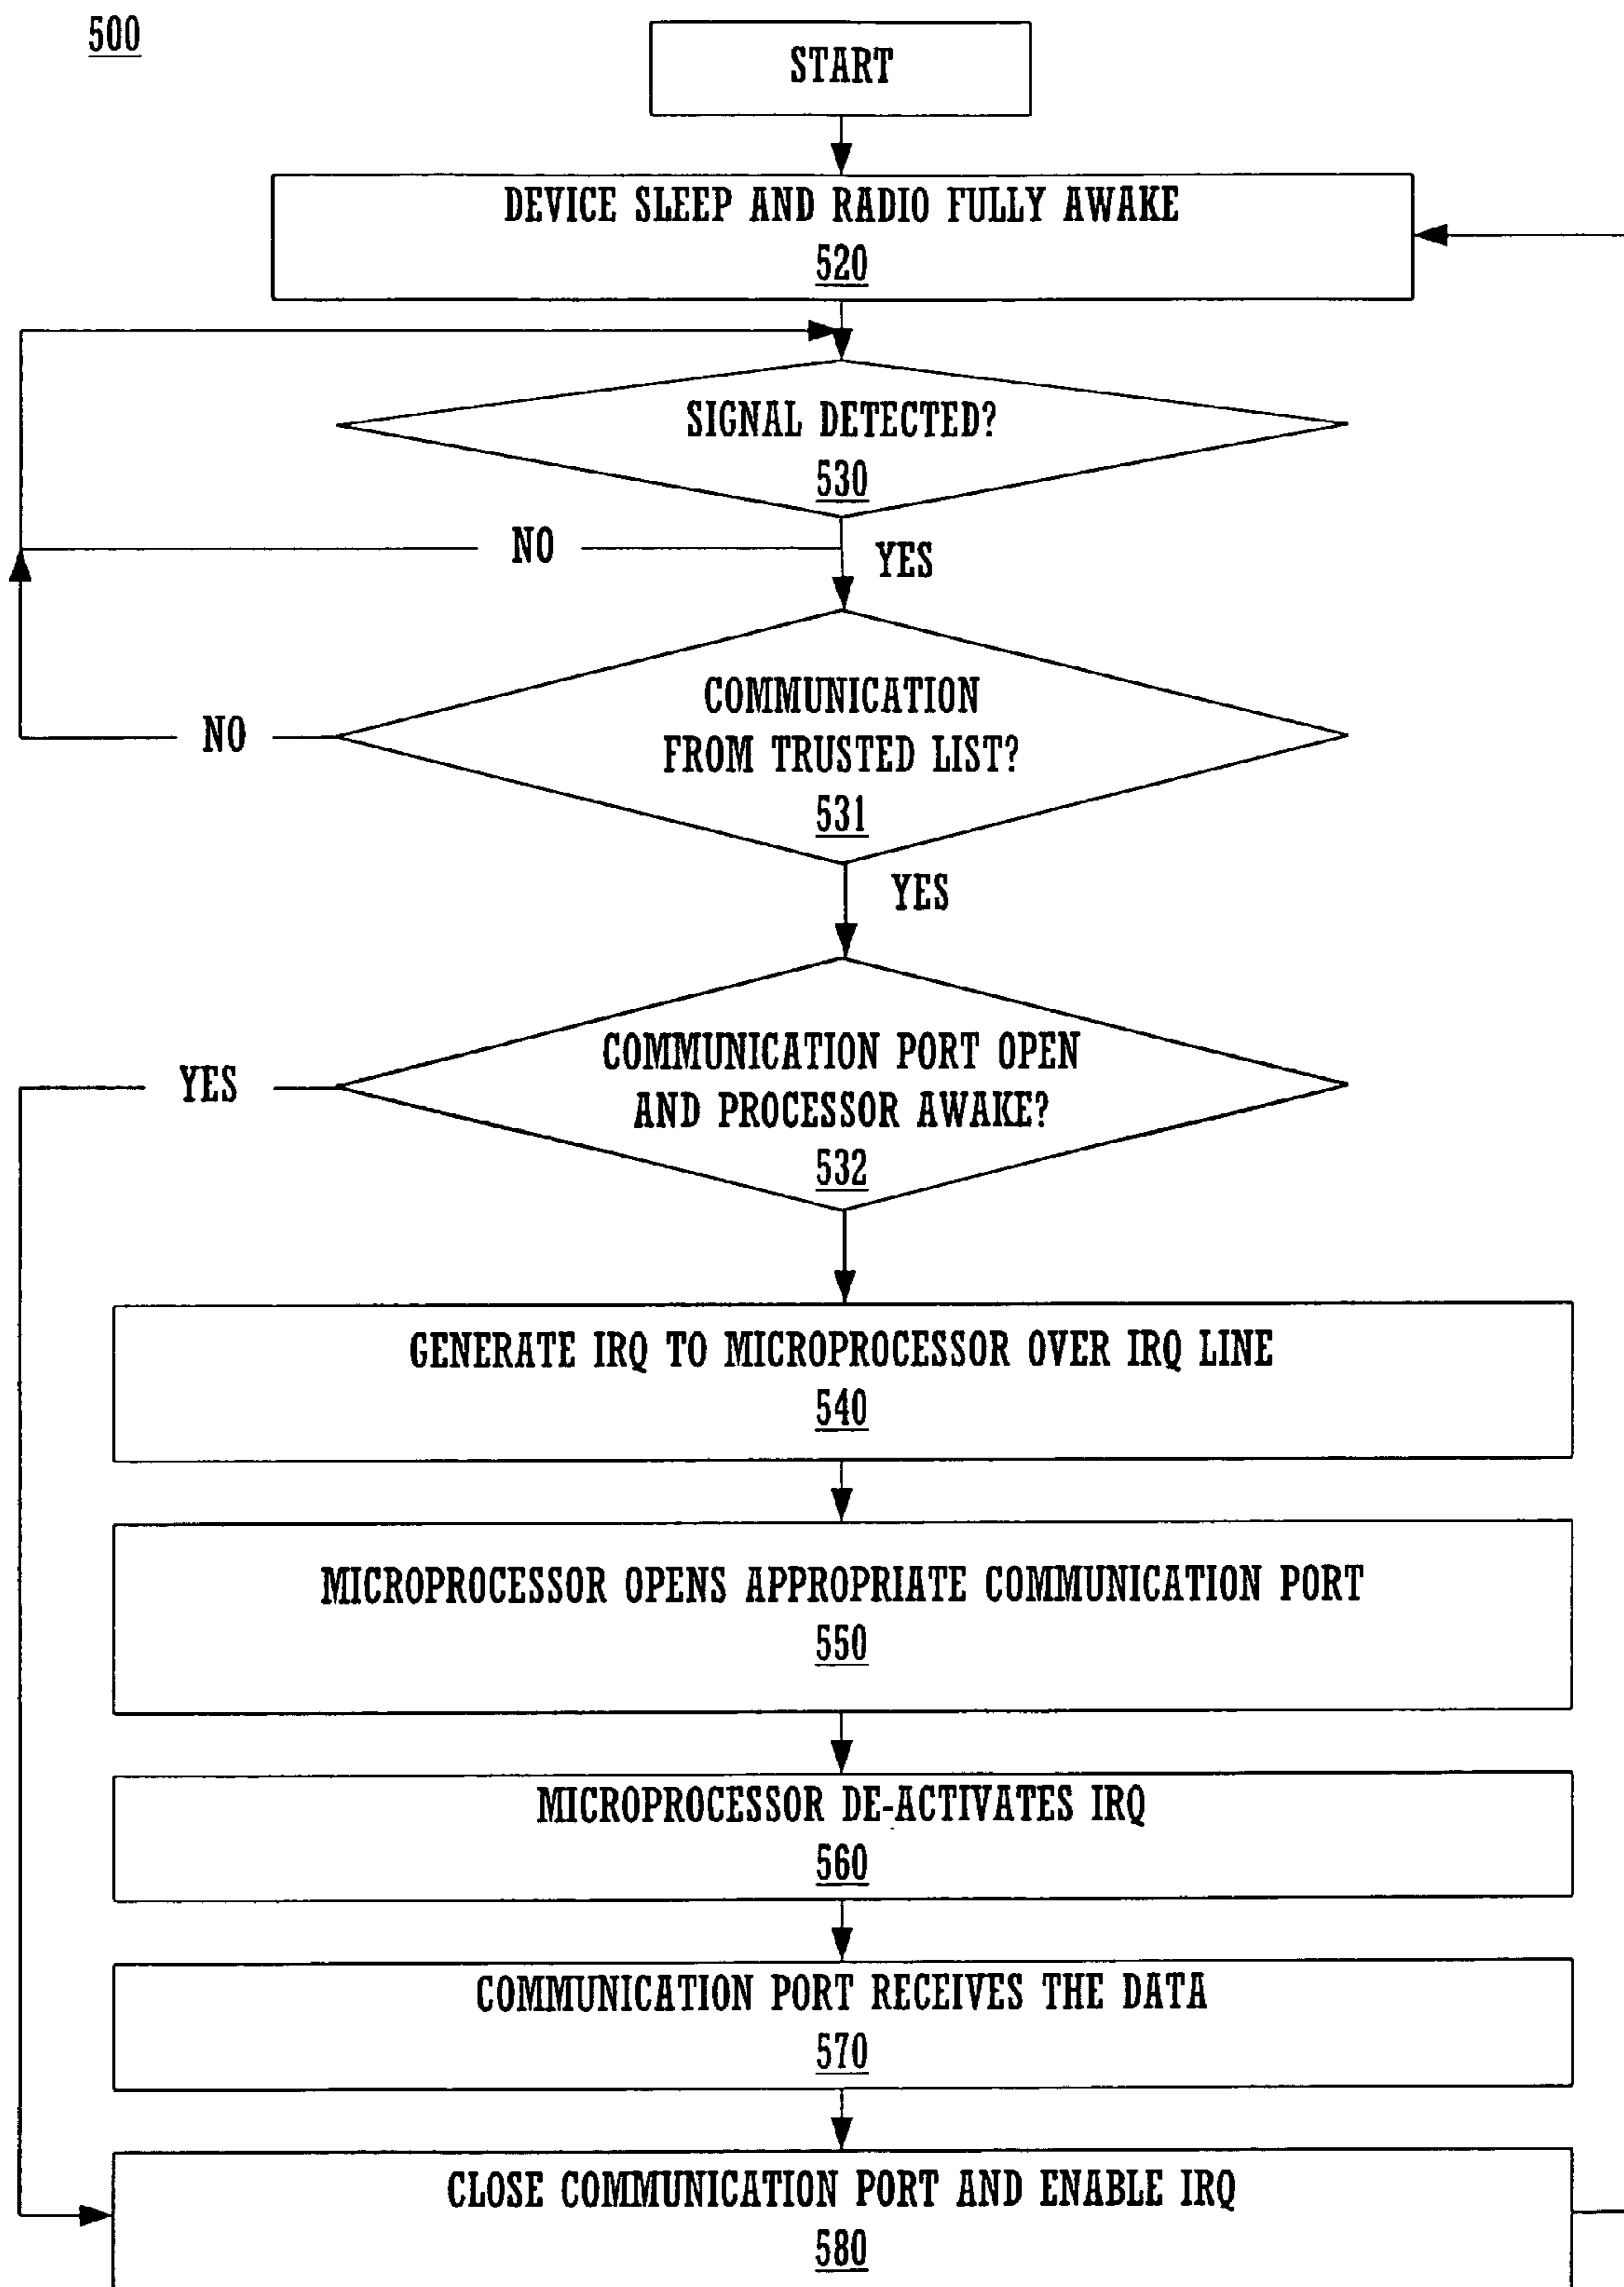 500
START
DEVICE SLEEP AND RADIO FULLY AWAKE
520
SIGNAL DETECTED?
530
NO
YES
COMMUNICATION
FROM TRUSTED LIST?
531
NO
YES
COMMUNICATION PORT OPEN
AND PROCESSOR AWAKE?
532
YES
GENERATE IRQ TO MICROPROCESSOR OVER IRQ LINE
540
MICROPROCESSOR OPENS APPROPRIATE COMMUNICATION PORT
550
MICROPROCESSOR DE-ACTIVATES IRQ
560
COMMUNICATION PORT RECEIVES THE DATA
570
CLOSE COMMUNICATION PORT AND ENABLE IRQ
580